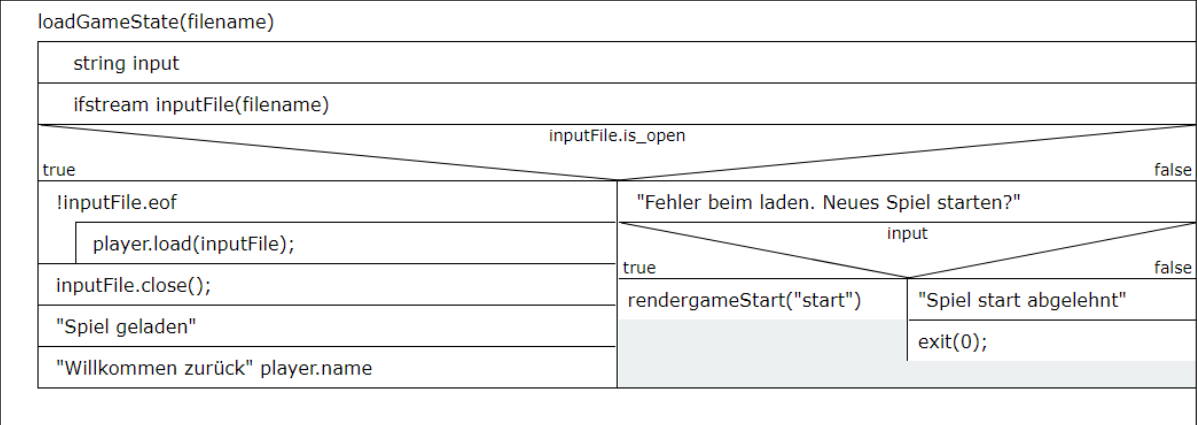 loadGameState(filename)
string input
ifstream inputFile(filename)
inputFile.is_open
true
false
!inputFile.eof
player.load(inputFile);
inputFile.close();
"Spiel geladen"
"Willkommen zurück" player.name
"Fehler beim laden. Neues Spiel starten?"
input
true
false
rendergameStart("start")
"Spiel start abgelehnt"
exit(0);